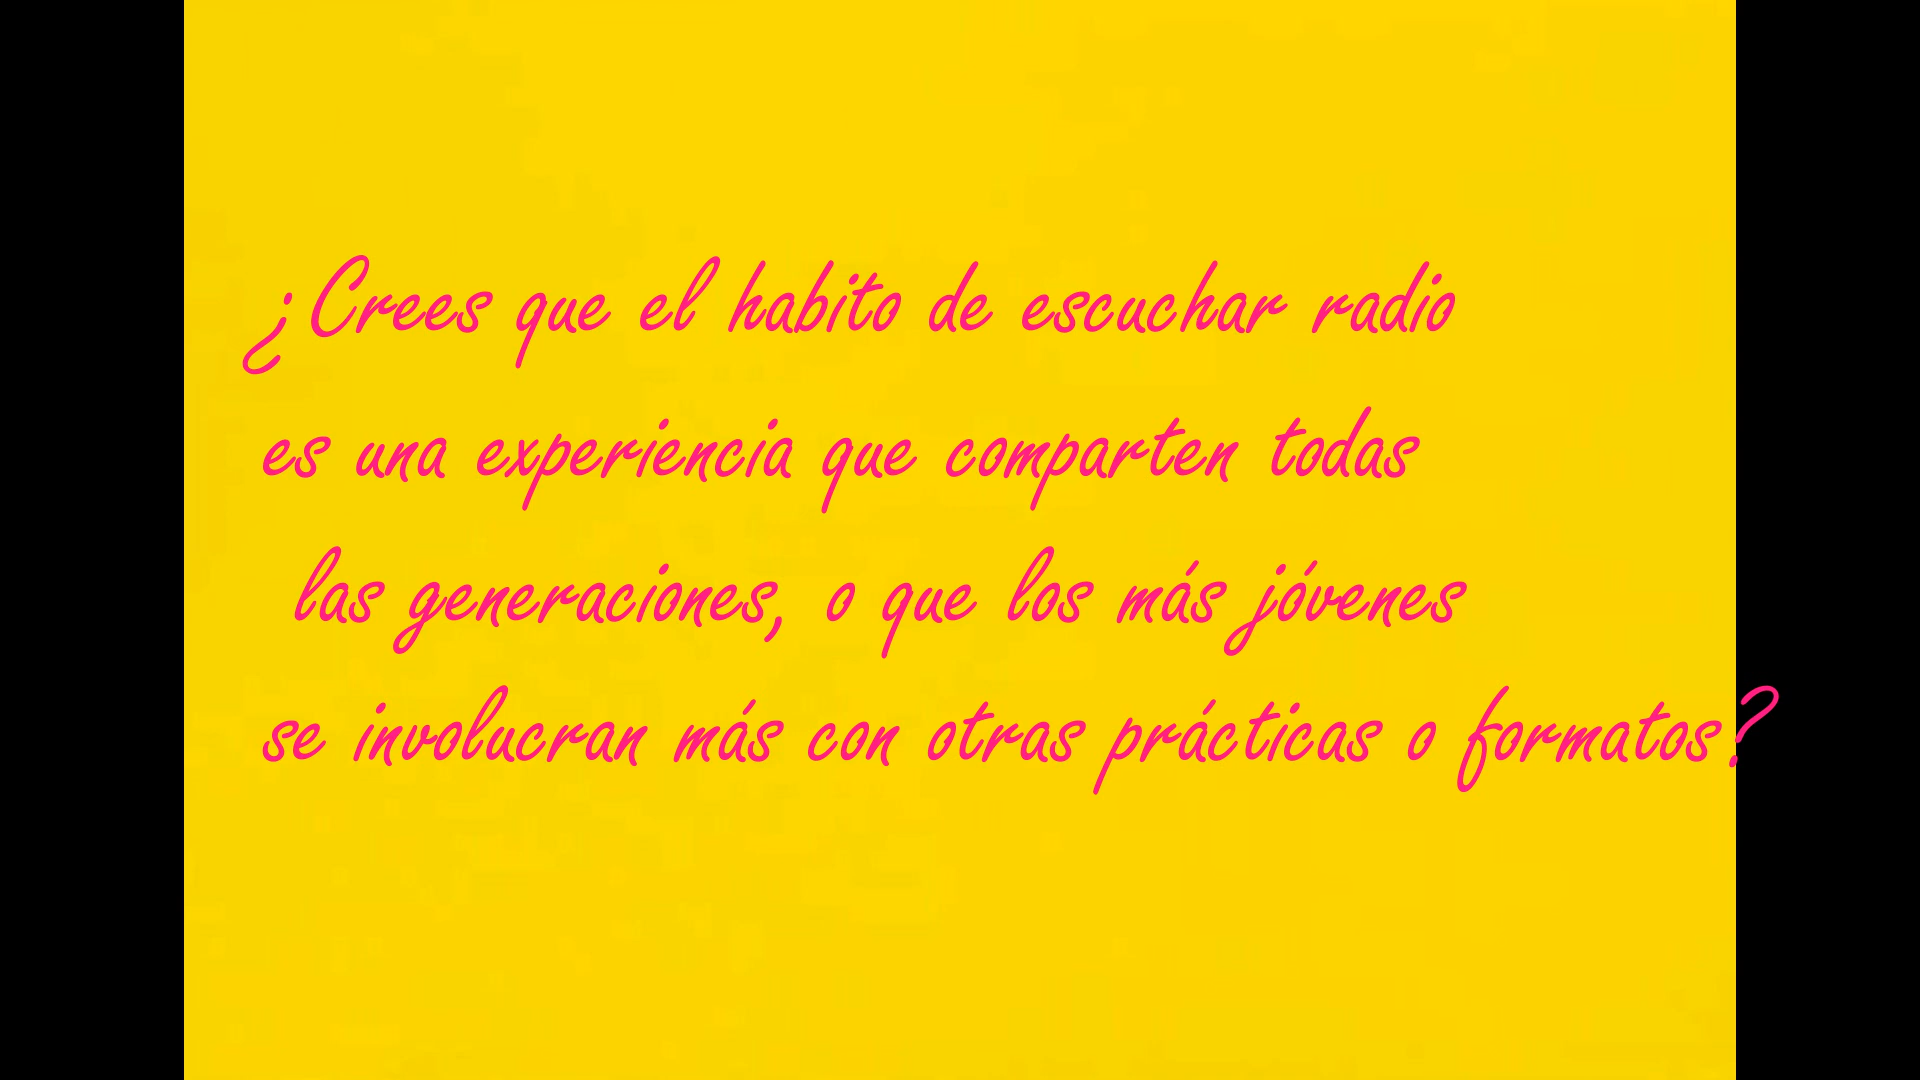 ¿Crees que el habito de escuchar radio
es una experiencia que comparten todas
las generaciones, o que los más jóvenes
se involucran más con otras prácticas o formatos?